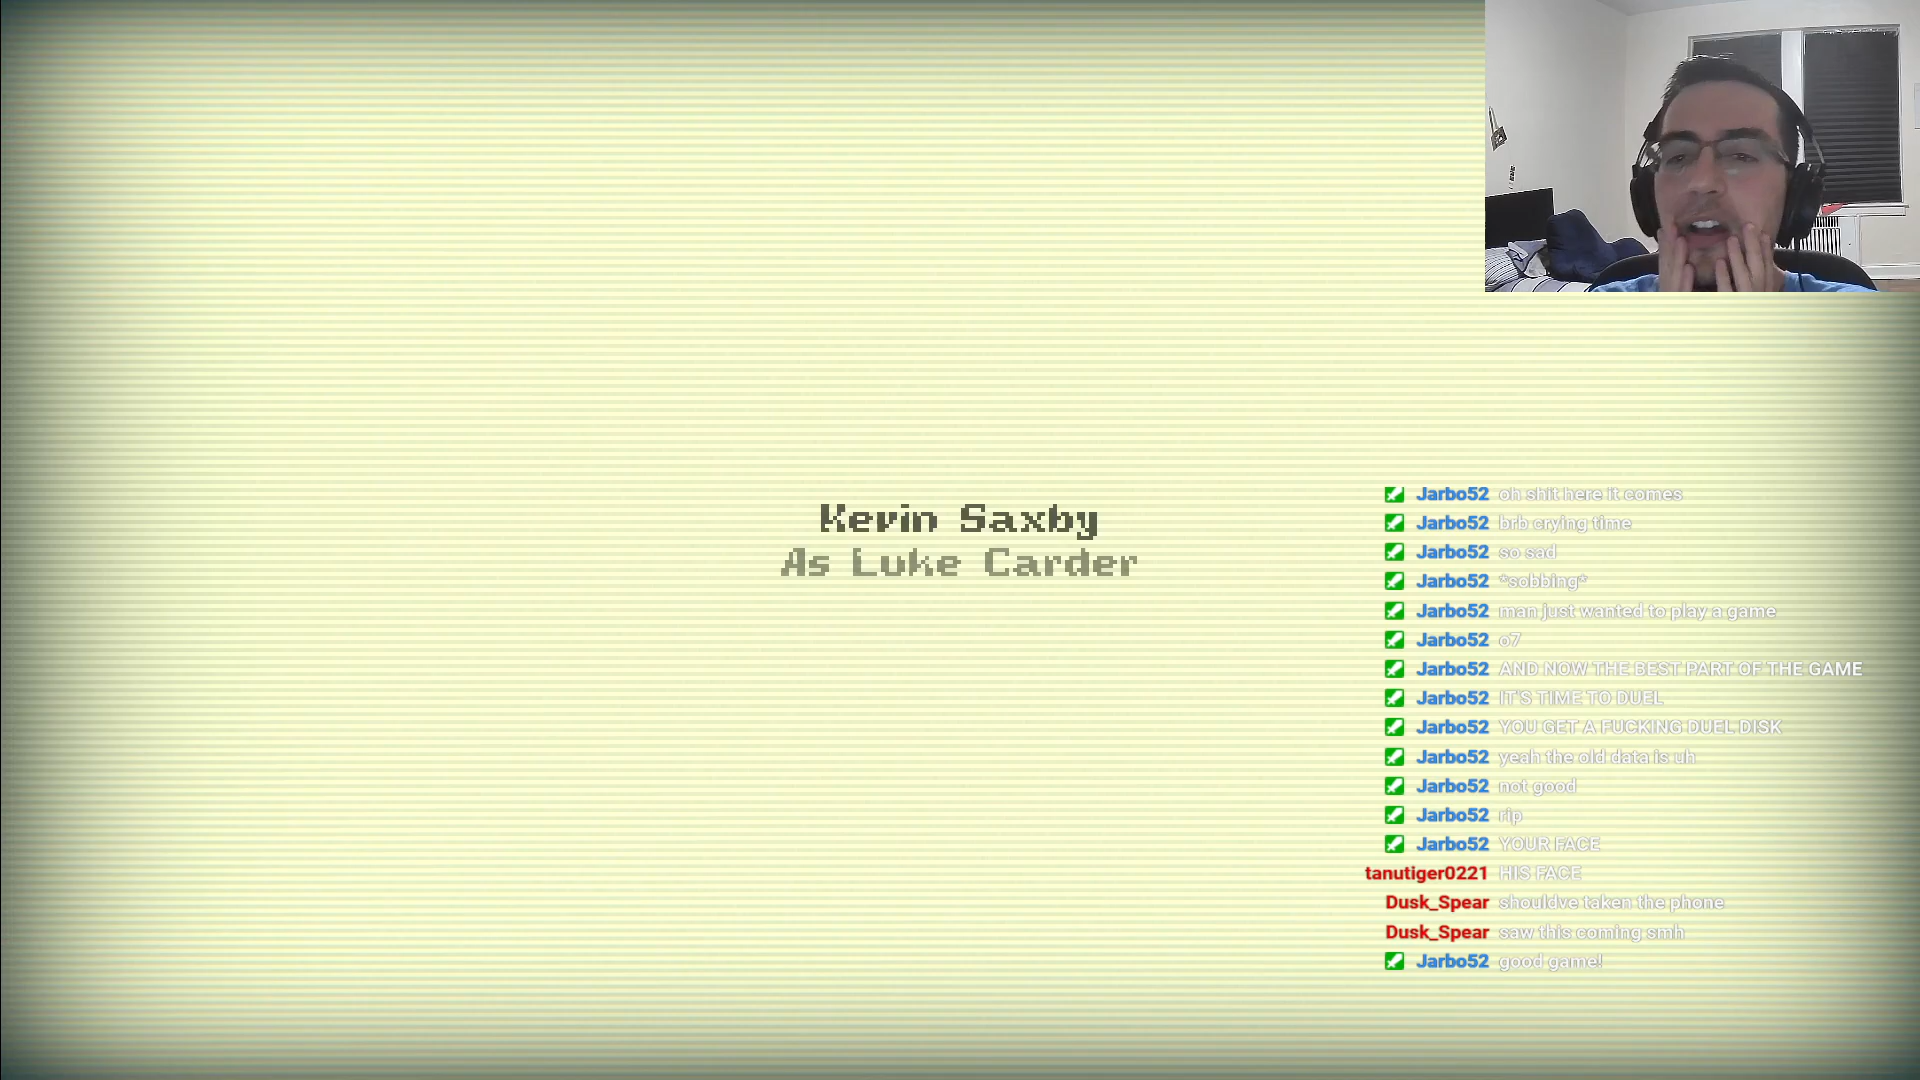 Kevin Saxby
As Luke Carder
Jarbo52 oh shit here it comes
Jarbo52 brb crying time
Jarbo52 so sad
Jarbo52 *sobbing*
Jarbo52 man just wanted to play a game
Jarbo52 o7
Jarbo52 AND NOW THE BEST PART OF THE GAME
Jarbo52 IT'S TIME TO DUEL
Jarbo52 YOU GET A FUCKING DUEL DISK
Jarbo52 yeah the old data is uh
Jarbo52 not good
Jarbo52 rip
Jarbo52 YOUR FACE
tanutiger0221 HIS FACE
Dusk_Spear shouldve taken the phone
Dusk_Spear saw this coming smh
Jarbo52 good game!